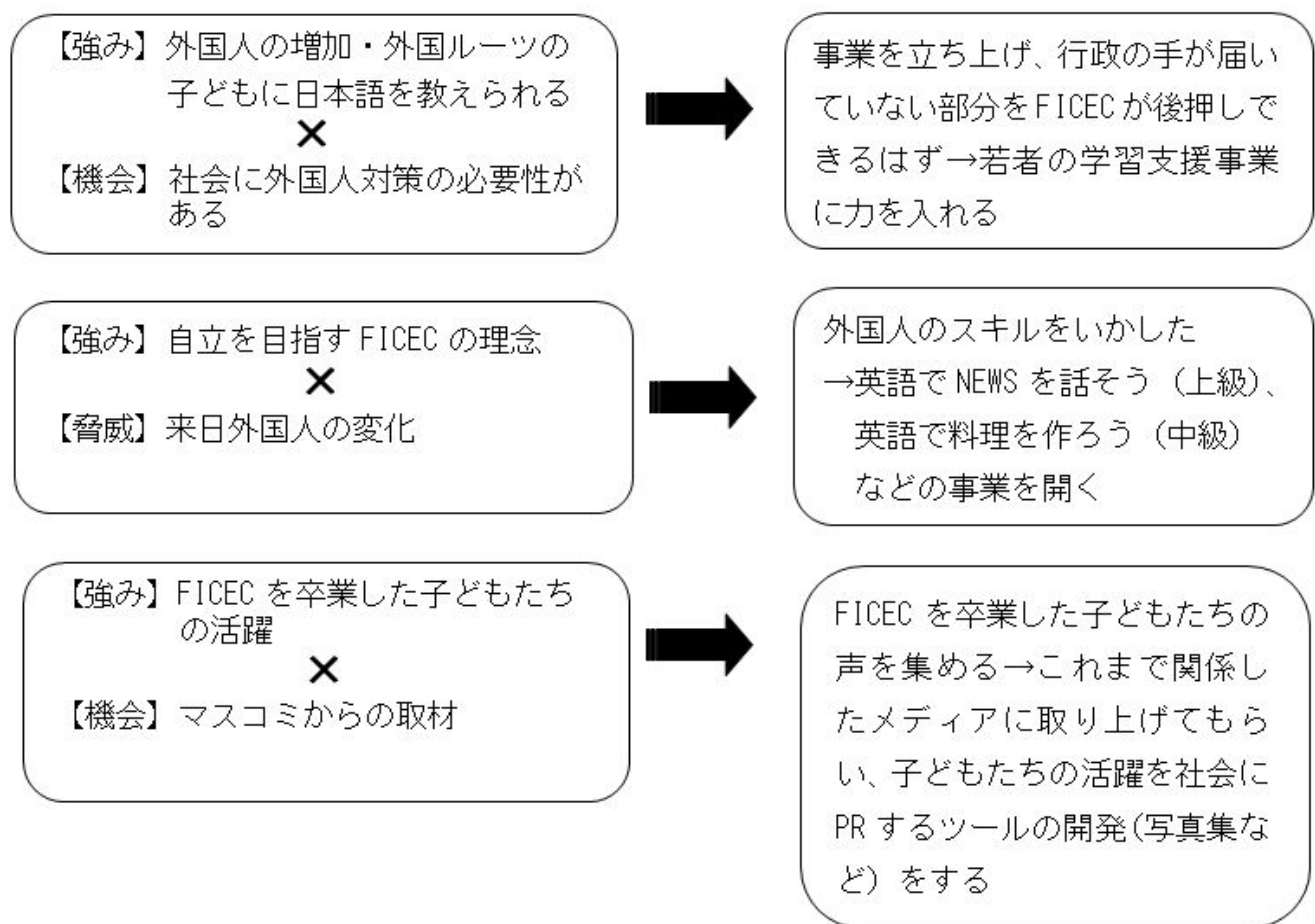 【強み】外国人の増加・外国ルーツの
子どもに日本語を教えられる
×
【機会】社会に外国人対策の必要性が
ある
事業を立ち上げ、行政の手が届い
ていない部分をFICECが後押しで
きるはず→若者の学習支援事業
に力を入れる
【強み】自立を目指すFICECの理念
×
【脅威】来日外国人の変化
外国人のスキルをいかした
→英語でNEWSを話そう（上級）、
英語で料理を作ろう（中級）
などの事業を開く
【強み】FICECを卒業した子どもたち
の活躍
×
【機会】マスコミからの取材
FICECを卒業した子どもたちの
声を集める→これまで関係し
たメディアに取り上げてもら
い、子どもたちの活躍を社会に
PRするツールの開発(写真集な
ど）をする